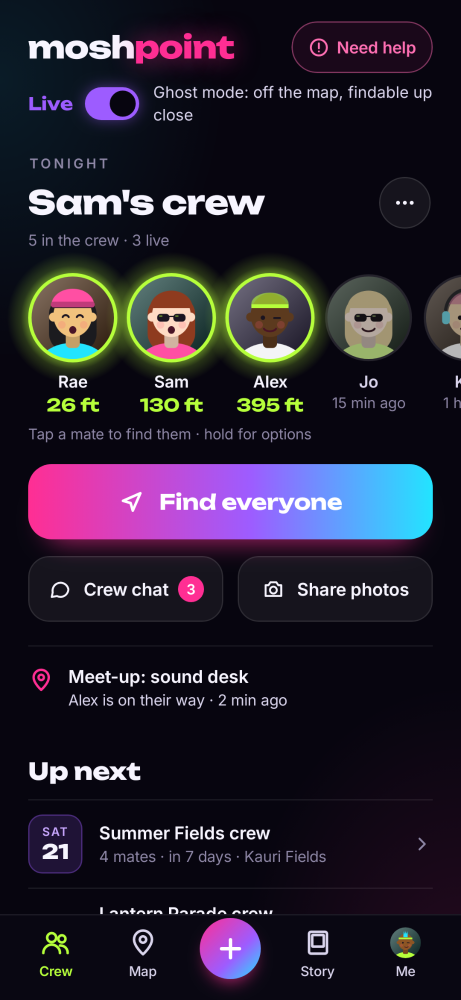 moshpoint
Need help
Live
Ghost mode: off the map, findable up
close
TONIGHT
Sam's crew
5 in the crew · 3 live
Rae
Sam
Alex
Jo
K
26 ft
130 ft
395 ft
15 min ago
1 h
Tap a mate to find them · hold for options
Find everyone
Crew chat 3
Share photos
Meet-up: sound desk
Alex is on their way · 2 min ago
Up next
SAT
21
Summer Fields crew
4 mates · in 7 days · Kauri Fields
Lantern Parade crew
Crew
Map
Story
Me